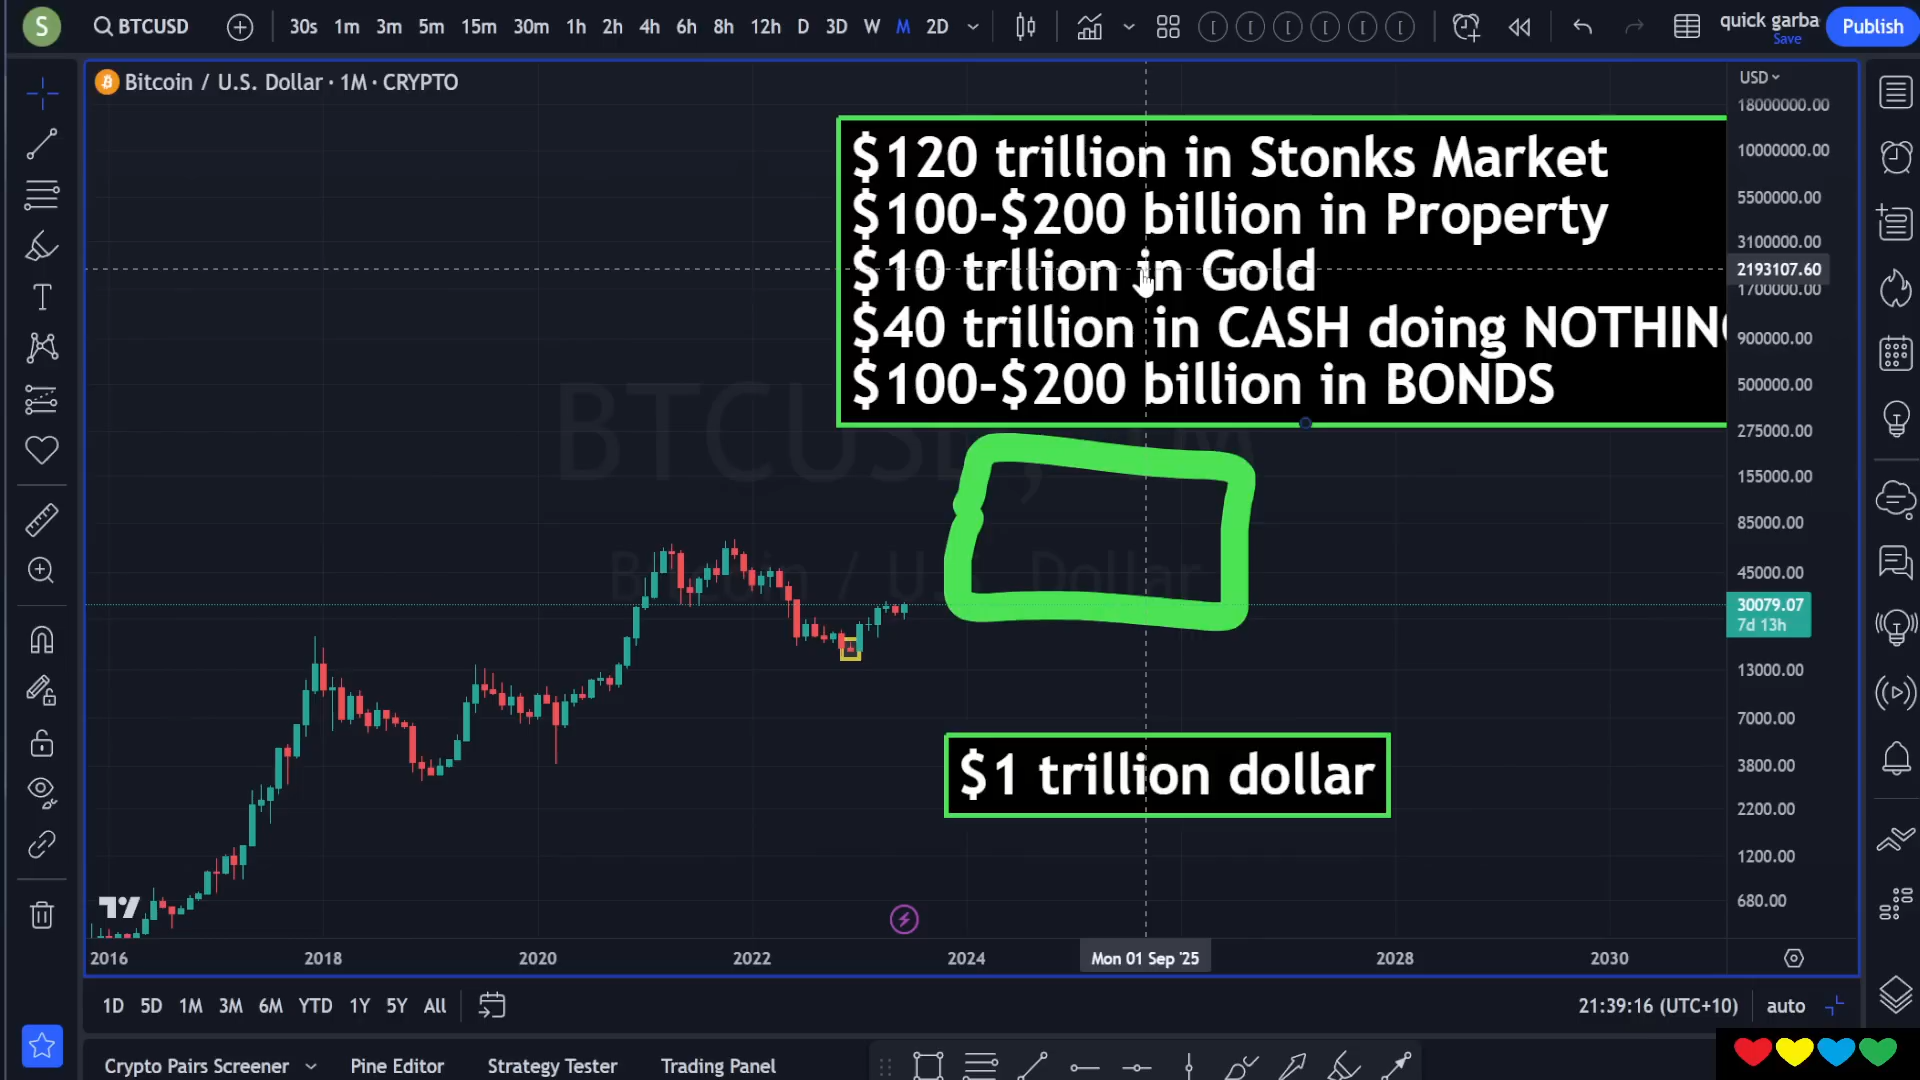 S
BTCUSD
30s 1m 3m 5m 15m 30m 1h 2h 4h 6h 8h 12h D 3D W M 2D
quick garba
Save
Publish
Bitcoin / U.S. Dollar · 1M · CRYPTO
USD
18000000.00
10000000.00
5500000.00
3100000.00
2193107.60
1700000.00
900000.00
500000.00
275000.00
155000.00
85000.00
45000.00
30079.07
7d 13h
13000.00
7000.00
3800.00
2200.00
1200.00
680.00
$120 trillion in Stonks Market
$100-$200 billion in Property
$10 trllion in Gold
$40 trillion in CASH doing NOTHING
$100-$200 billion in BONDS
BTCUSD, 1M
Bitcoin / U.S. Dollar
$1 trillion dollar
2016 2018 2020 2022 2024 Mon 01 Sep '25 2028 2030
1D 5D 1M 3M 6M YTD 1Y 5Y All
21:39:16 (UTC+10) auto
Crypto Pairs Screener Pine Editor Strategy Tester Trading Panel